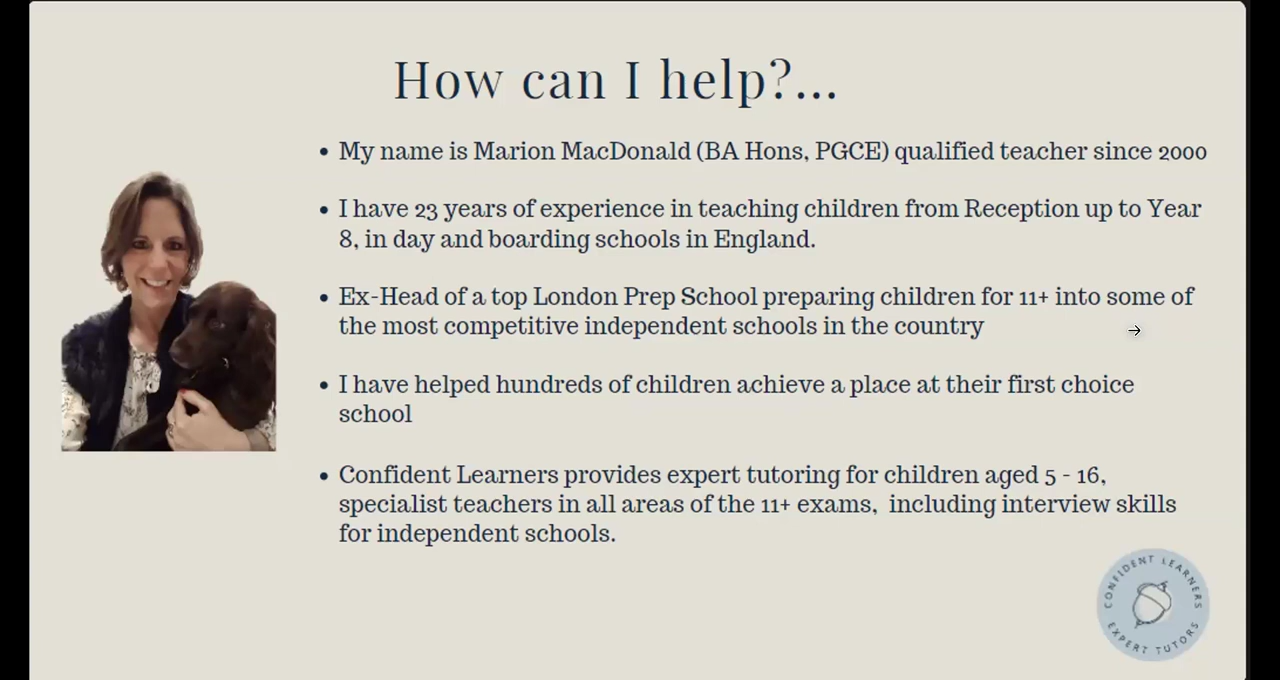 How can I help?...
• My name is Marion MacDonald (BA Hons, PGCE) qualified teacher since 2000
• I have 23 years of experience in teaching children from Reception up to Year
8, in day and boarding schools in England.
• Ex-Head of a top London Prep School preparing children for 11+ into some of
the most competitive independent schools in the country
• I have helped hundreds of children achieve a place at their first choice
school
• Confident Learners provides expert tutoring for children aged 5 - 16,
specialist teachers in all areas of the 11+ exams,  including interview skills
for independent schools.
CONFIDENT LEARNERS
EXPERT TUTORS